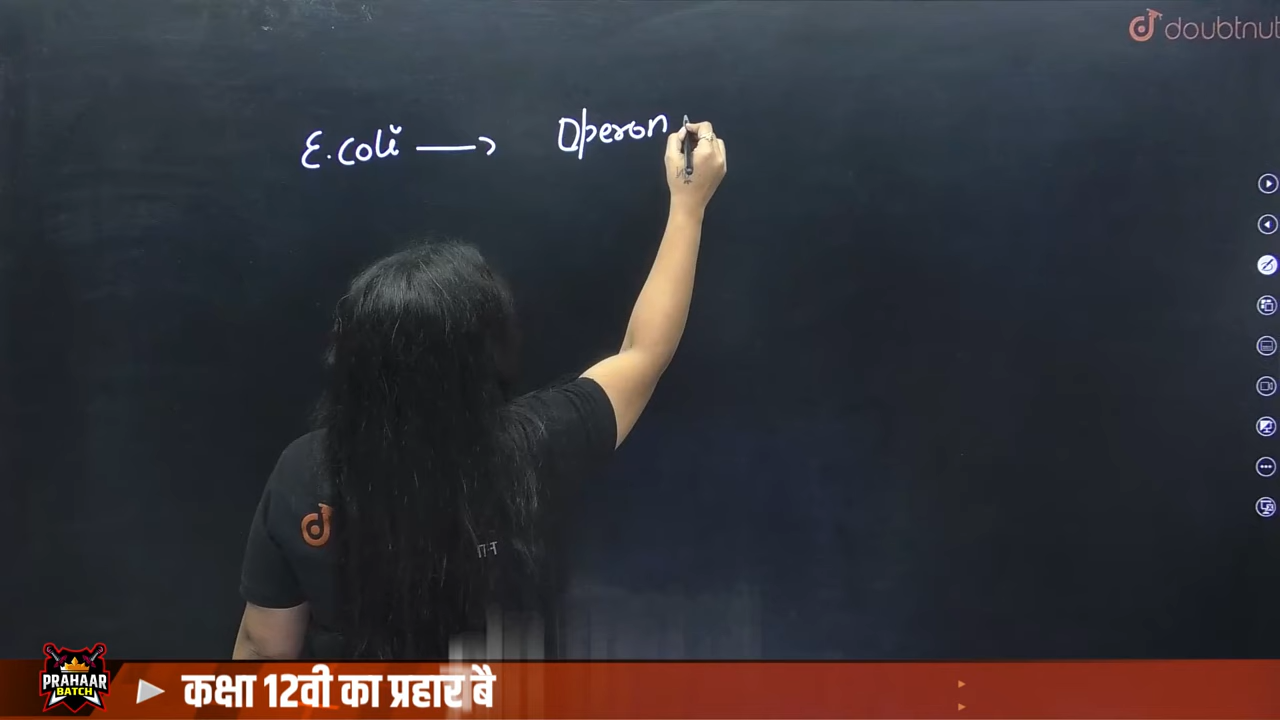 doubtnut
E.coli → Operon
PRAHAAR
BATCH
कक्षा 12वी का प्रहार बै